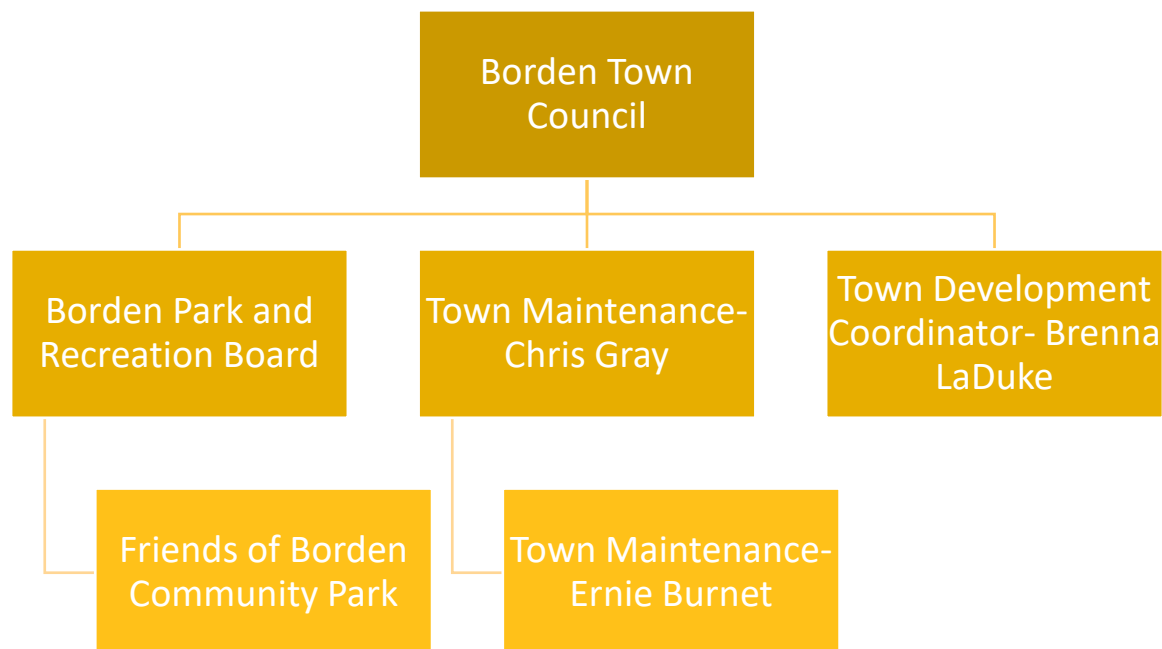 Borden Town
Council
Borden Park and
Recreation Board
Town Maintenance-
Chris Gray
Town Development
Coordinator- Brenna
LaDuke
Friends of Borden
Community Park
Town Maintenance-
Ernie Burnet